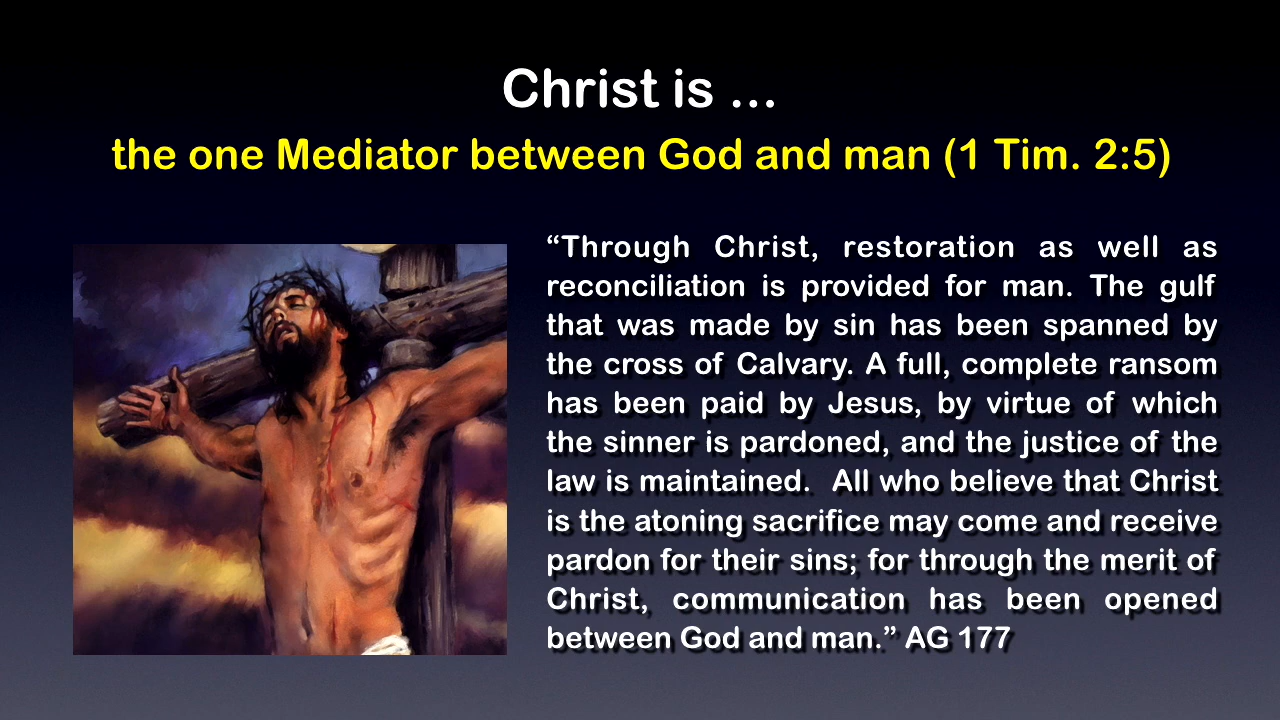 Christ is ...
the one Mediator between God and man (1 Tim. 2:5)
“Through Christ, restoration as well as
reconciliation is provided for man. The gulf
that was made by sin has been spanned by
the cross of Calvary. A full, complete ransom
has been paid by Jesus, by virtue of which
the sinner is pardoned, and the justice of the
law is maintained.  All who believe that Christ
is the atoning sacrifice may come and receive
pardon for their sins; for through the merit of
Christ, communication has been opened
between God and man.” AG 177